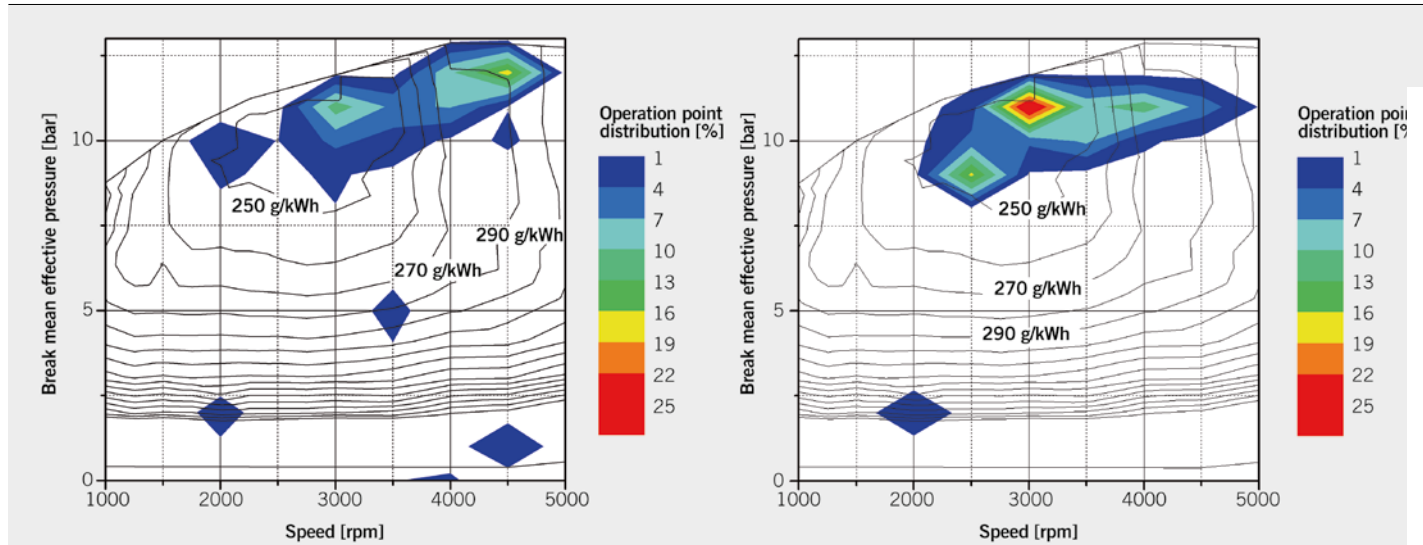 Break mean effective pressure [bar]
10
5
0
250 g/kWh
290 g/kWh
270 g/kWh
1000
2000
3000
4000
5000
Speed [rpm]
Operation point
distribution [%]
1
4
7
10
13
16
19
22
25
Break mean effective pressure [bar]
10
5
0
250 g/kWh
270 g/kWh
290 g/kWh
1000
2000
3000
4000
5000
Speed [rpm]
Operation poi
distribution [%
1
4
7
10
13
16
19
22
25